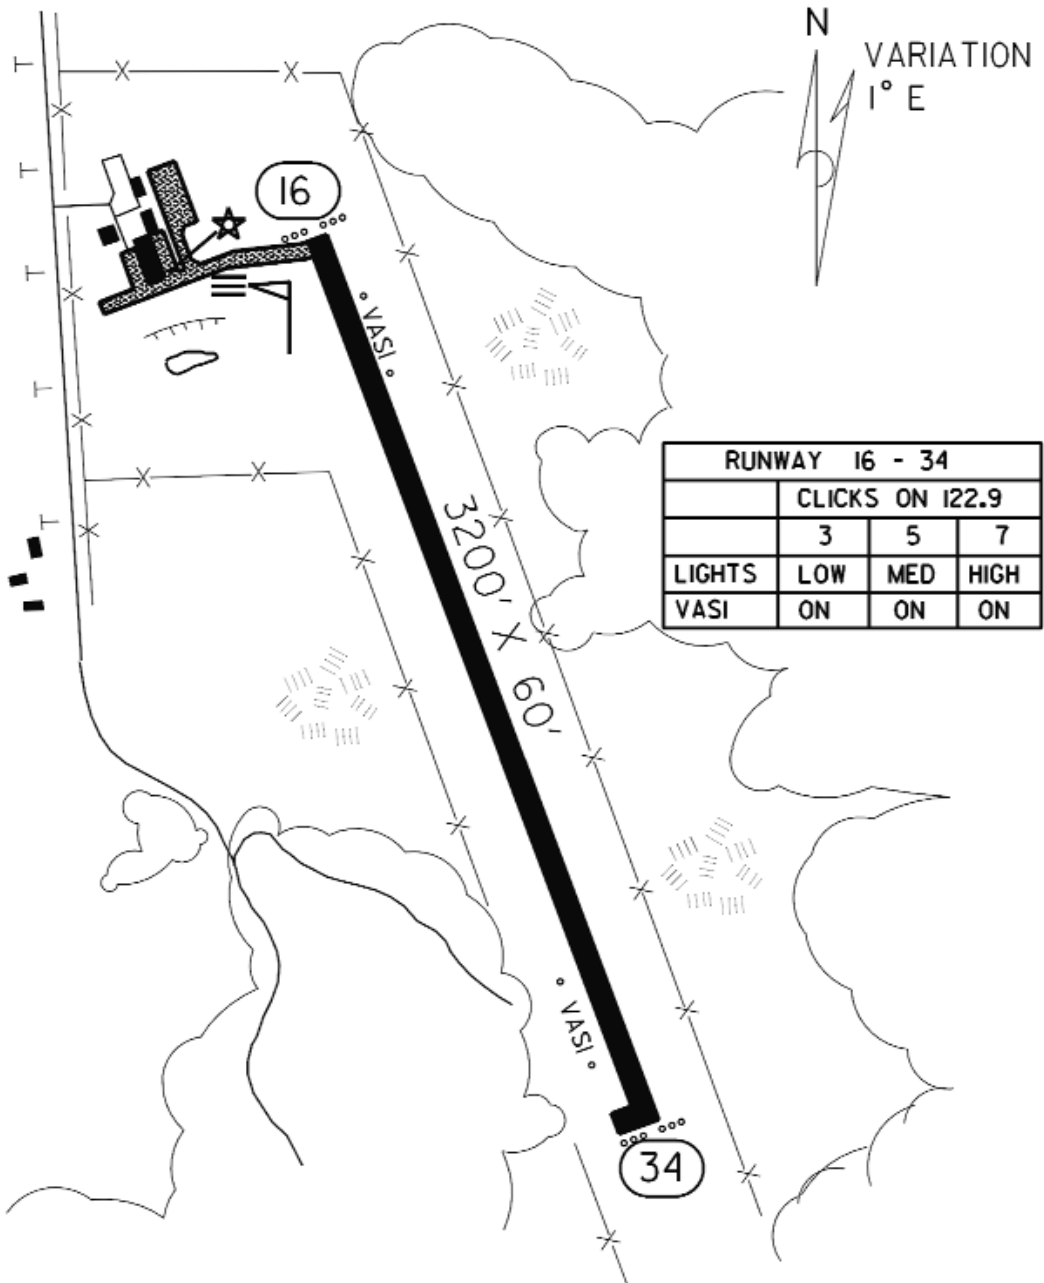 N
VARIATION
1° E
16
VASI
RUNWAY 16 - 34
CLICKS ON 122.9
3 5 7
LIGHTS LOW MED HIGH
VASI ON ON ON
3200' X 60'
VASI
34
T
T
T
T
T